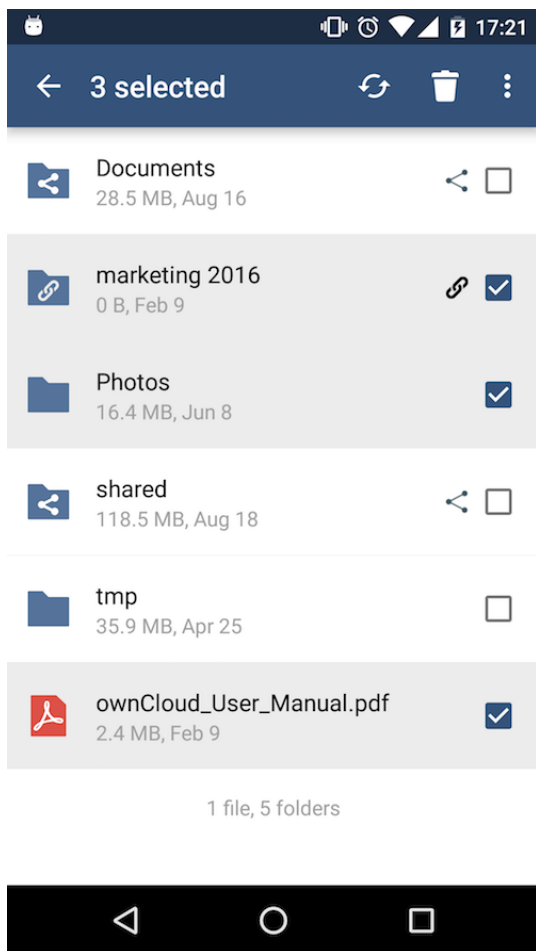 17:21
3 selected
Documents
28.5 MB, Aug 16
marketing 2016
0 B, Feb 9
Photos
16.4 MB, Jun 8
shared
118.5 MB, Aug 18
tmp
35.9 MB, Apr 25
ownCloud_User_Manual.pdf
2.4 MB, Feb 9
1 file, 5 folders